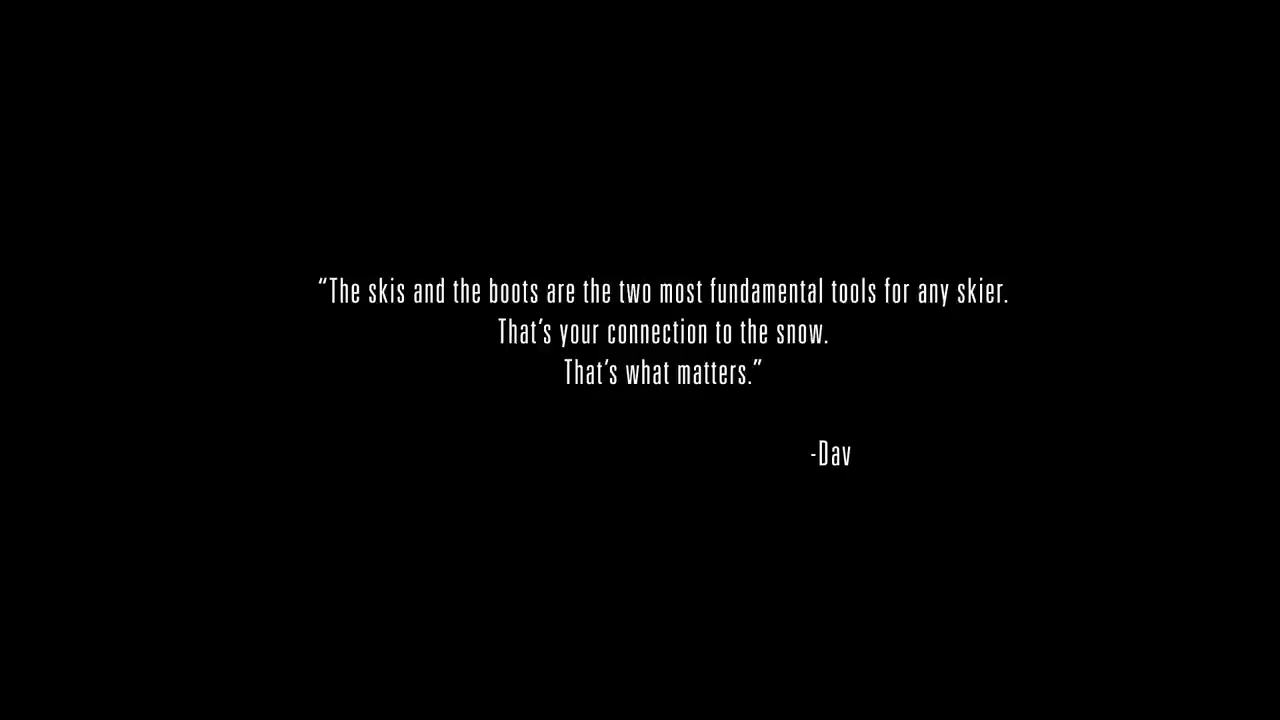 “The skis and the boots are the two most fundamental tools for any skier.
That’s your connection to the snow.
That’s what matters.”
-Dav